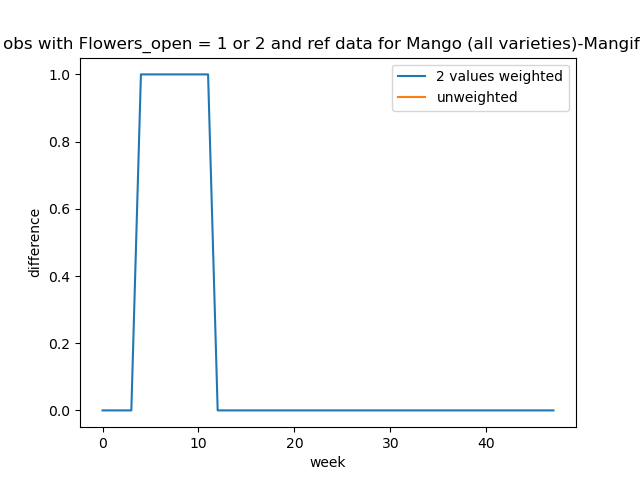 obs with Flowers_open = 1 or 2 and ref data for Mango (all varieties)-Mangif
2 values weighted
unweighted
1.0
0.8
0.6
0.4
0.2
0.0
difference
0 10 20 30 40
week